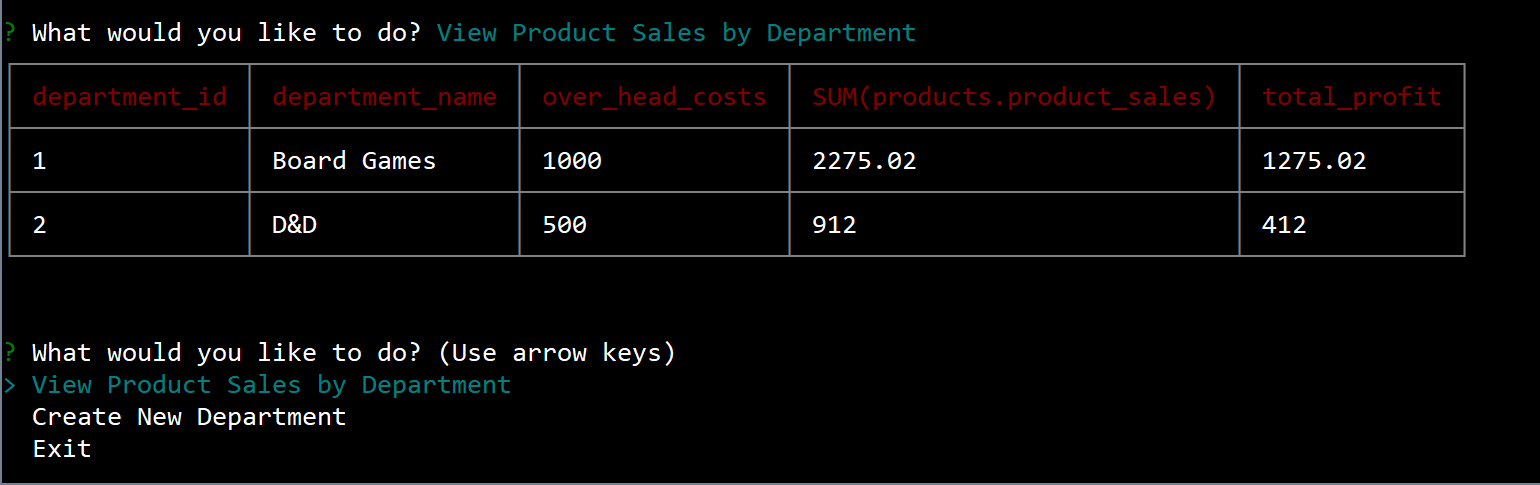 ? What would you like to do? View Product Sales by Department
department_id department_name over_head_costs SUM(products.product_sales) total_profit
1 Board Games 1000 2275.02 1275.02
2 D&D 500 912 412
? What would you like to do? (Use arrow keys)
> View Product Sales by Department
Create New Department
Exit